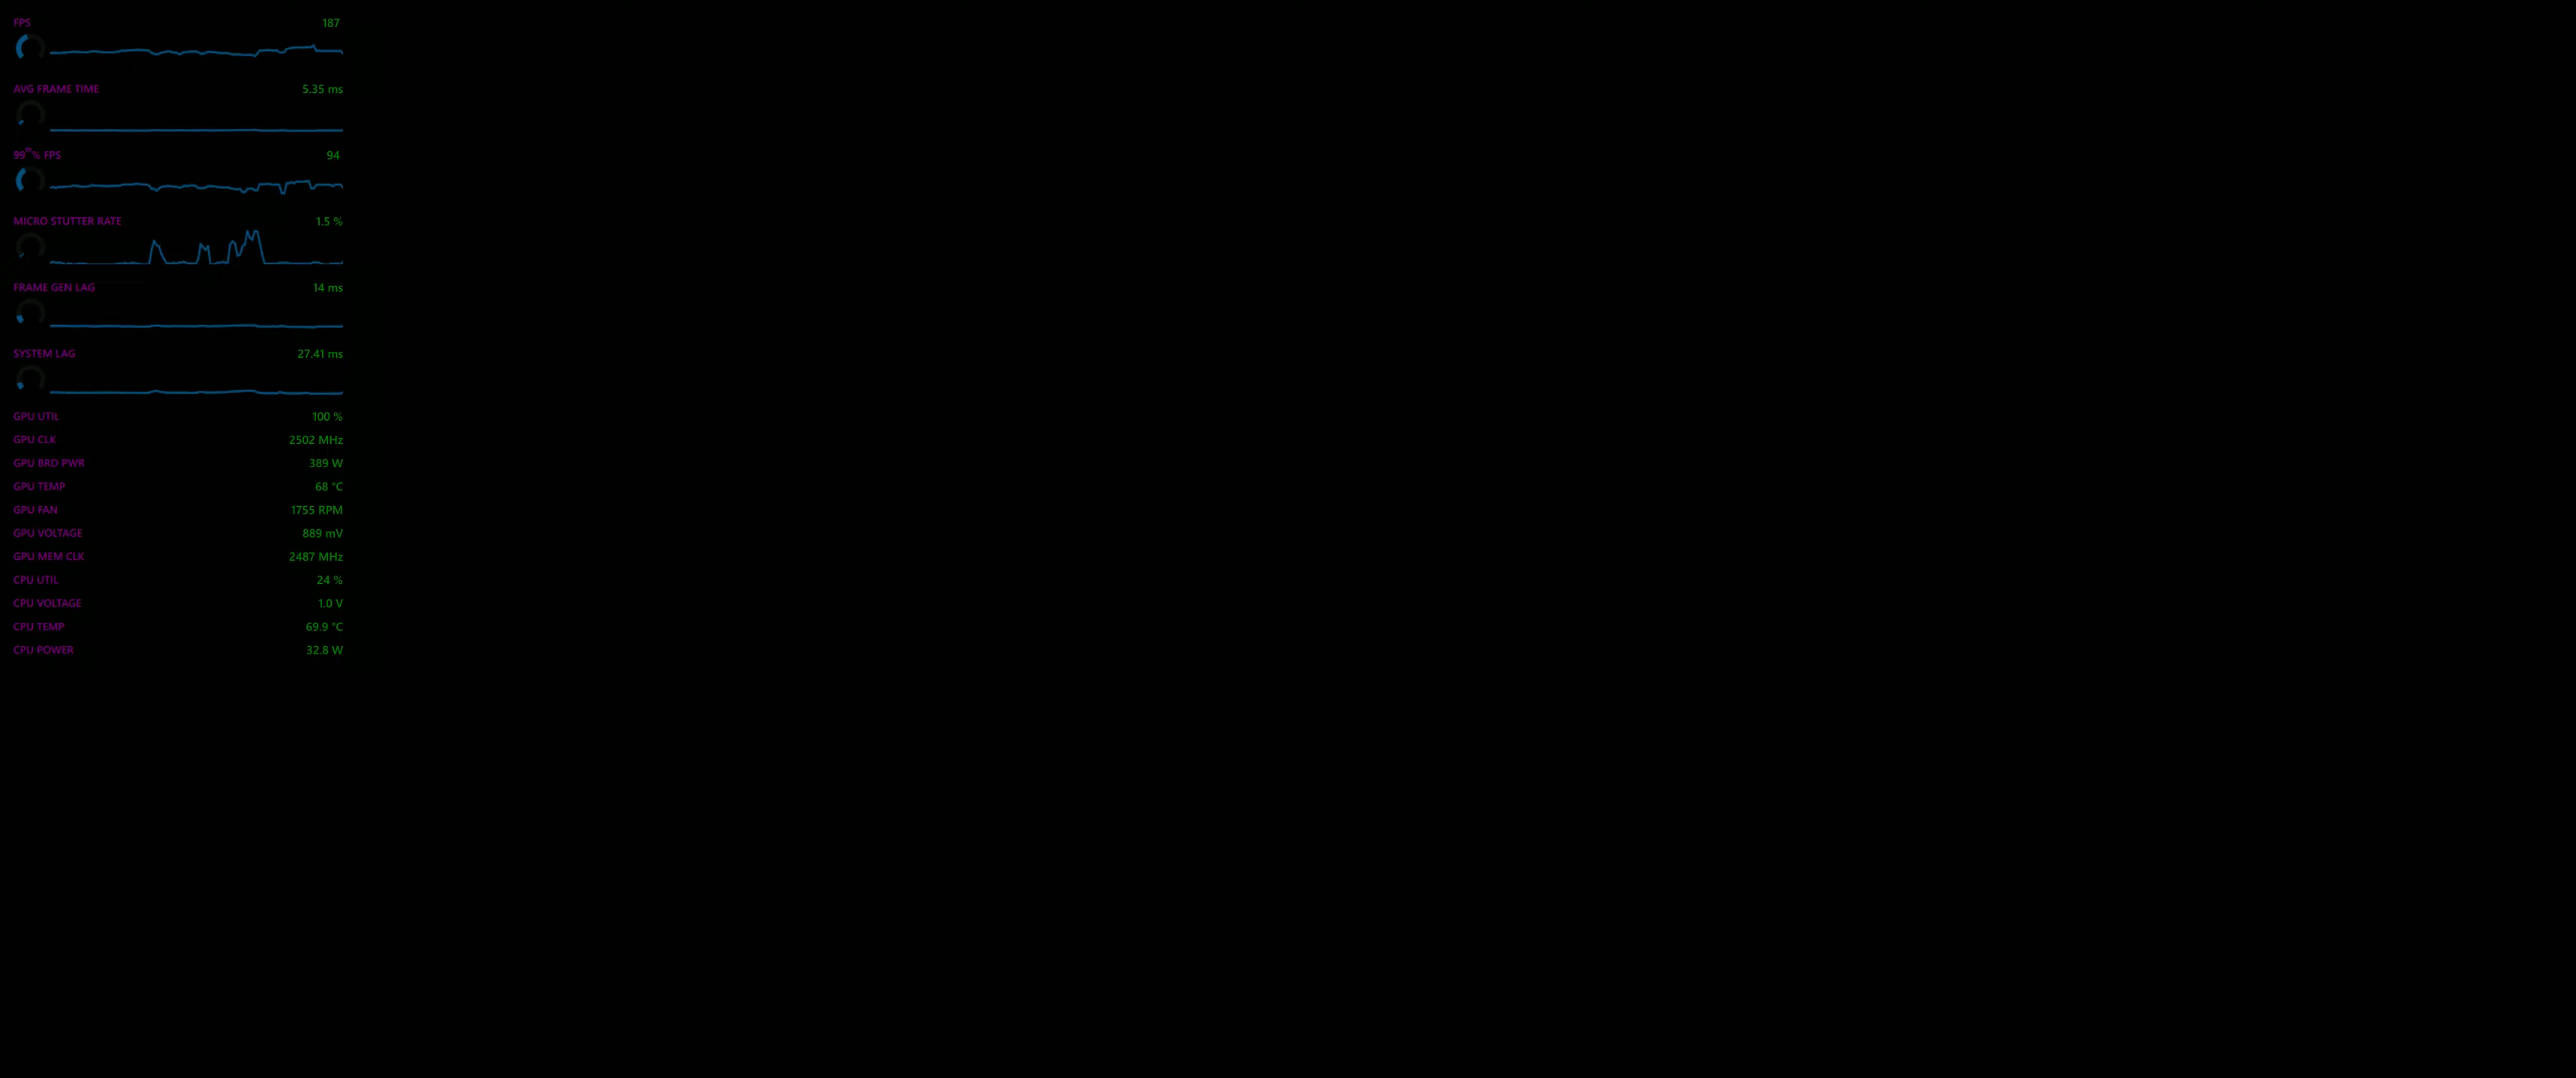 FPS 187
AVG FRAME TIME 5.35 ms
99th% FPS 94
MICRO STUTTER RATE 1.5 %
FRAME GEN LAG 14 ms
SYSTEM LAG 27.41 ms
GPU UTIL 100 %
GPU CLK 2502 MHz
GPU BRD PWR 389 W
GPU TEMP 68 °C
GPU FAN 1755 RPM
GPU VOLTAGE 889 mV
GPU MEM CLK 2487 MHz
CPU UTIL 24 %
CPU VOLTAGE 1.0 V
CPU TEMP 69.9 °C
CPU POWER 32.8 W